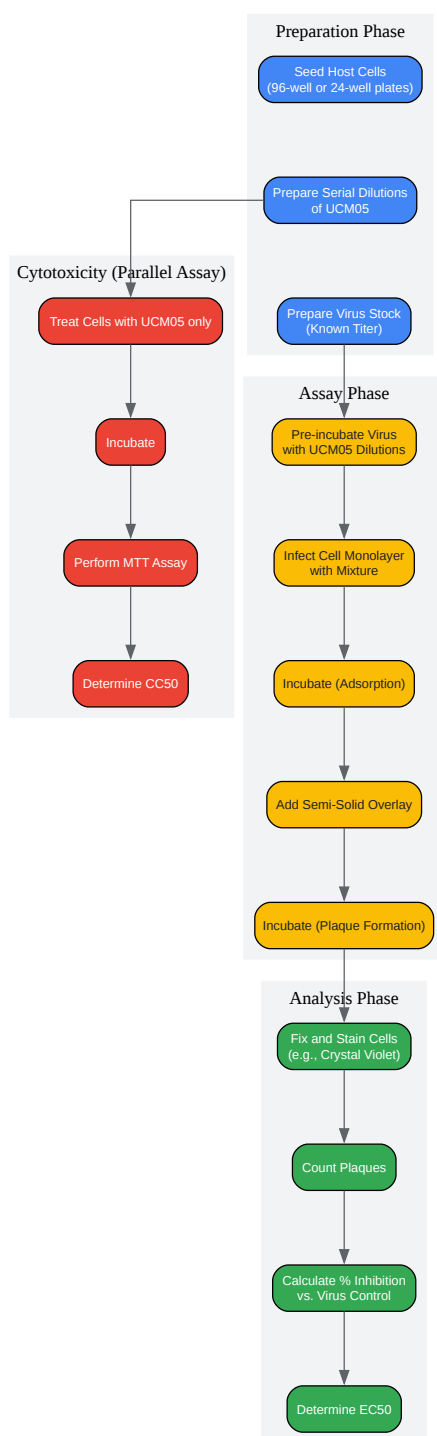 Preparation Phase
Seed Host Cells
(96-well or 24-well plates)
Prepare Serial Dilutions
of UCM05
Prepare Virus Stock
(Known Titer)
Cytotoxicity (Parallel Assay)
Treat Cells with UCM05 only
Incubate
Perform MTT Assay
Determine CC50
Assay Phase
Pre-incubate Virus
with UCM05 Dilutions
Infect Cell Monolayer
with Mixture
Incubate (Adsorption)
Add Semi-Solid Overlay
Incubate (Plaque Formation)
Analysis Phase
Fix and Stain Cells
(e.g., Crystal Violet)
Count Plaques
Calculate % Inhibition
vs. Virus Control
Determine EC50